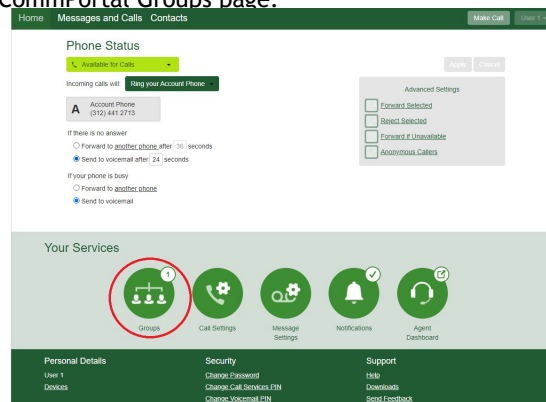 CommPortal Groups page.
Home Messages and Calls Contacts Make Call User 1
Phone Status
Available for Calls
Apply Cancel
Incoming calls will Ring your Account Phone
Advanced Settings
A Account Phone
(312) 441 2713
Forward Selected
Reject Selected
Forward if Unavailable
Anonymous Callers
If there is no answer
Forward to another phone after 36 seconds
Send to voicemail after 24 seconds
If your phone is busy
Forward to another phone
Send to voicemail
Your Services
1
Groups
Call Settings
Message
Settings
Notifications
Agent
Dashboard
Personal Details
User 1
Devices
Security
Change Password
Change Call Services PIN
Change Voicemail PIN
Support
Help
Downloads
Send Feedback